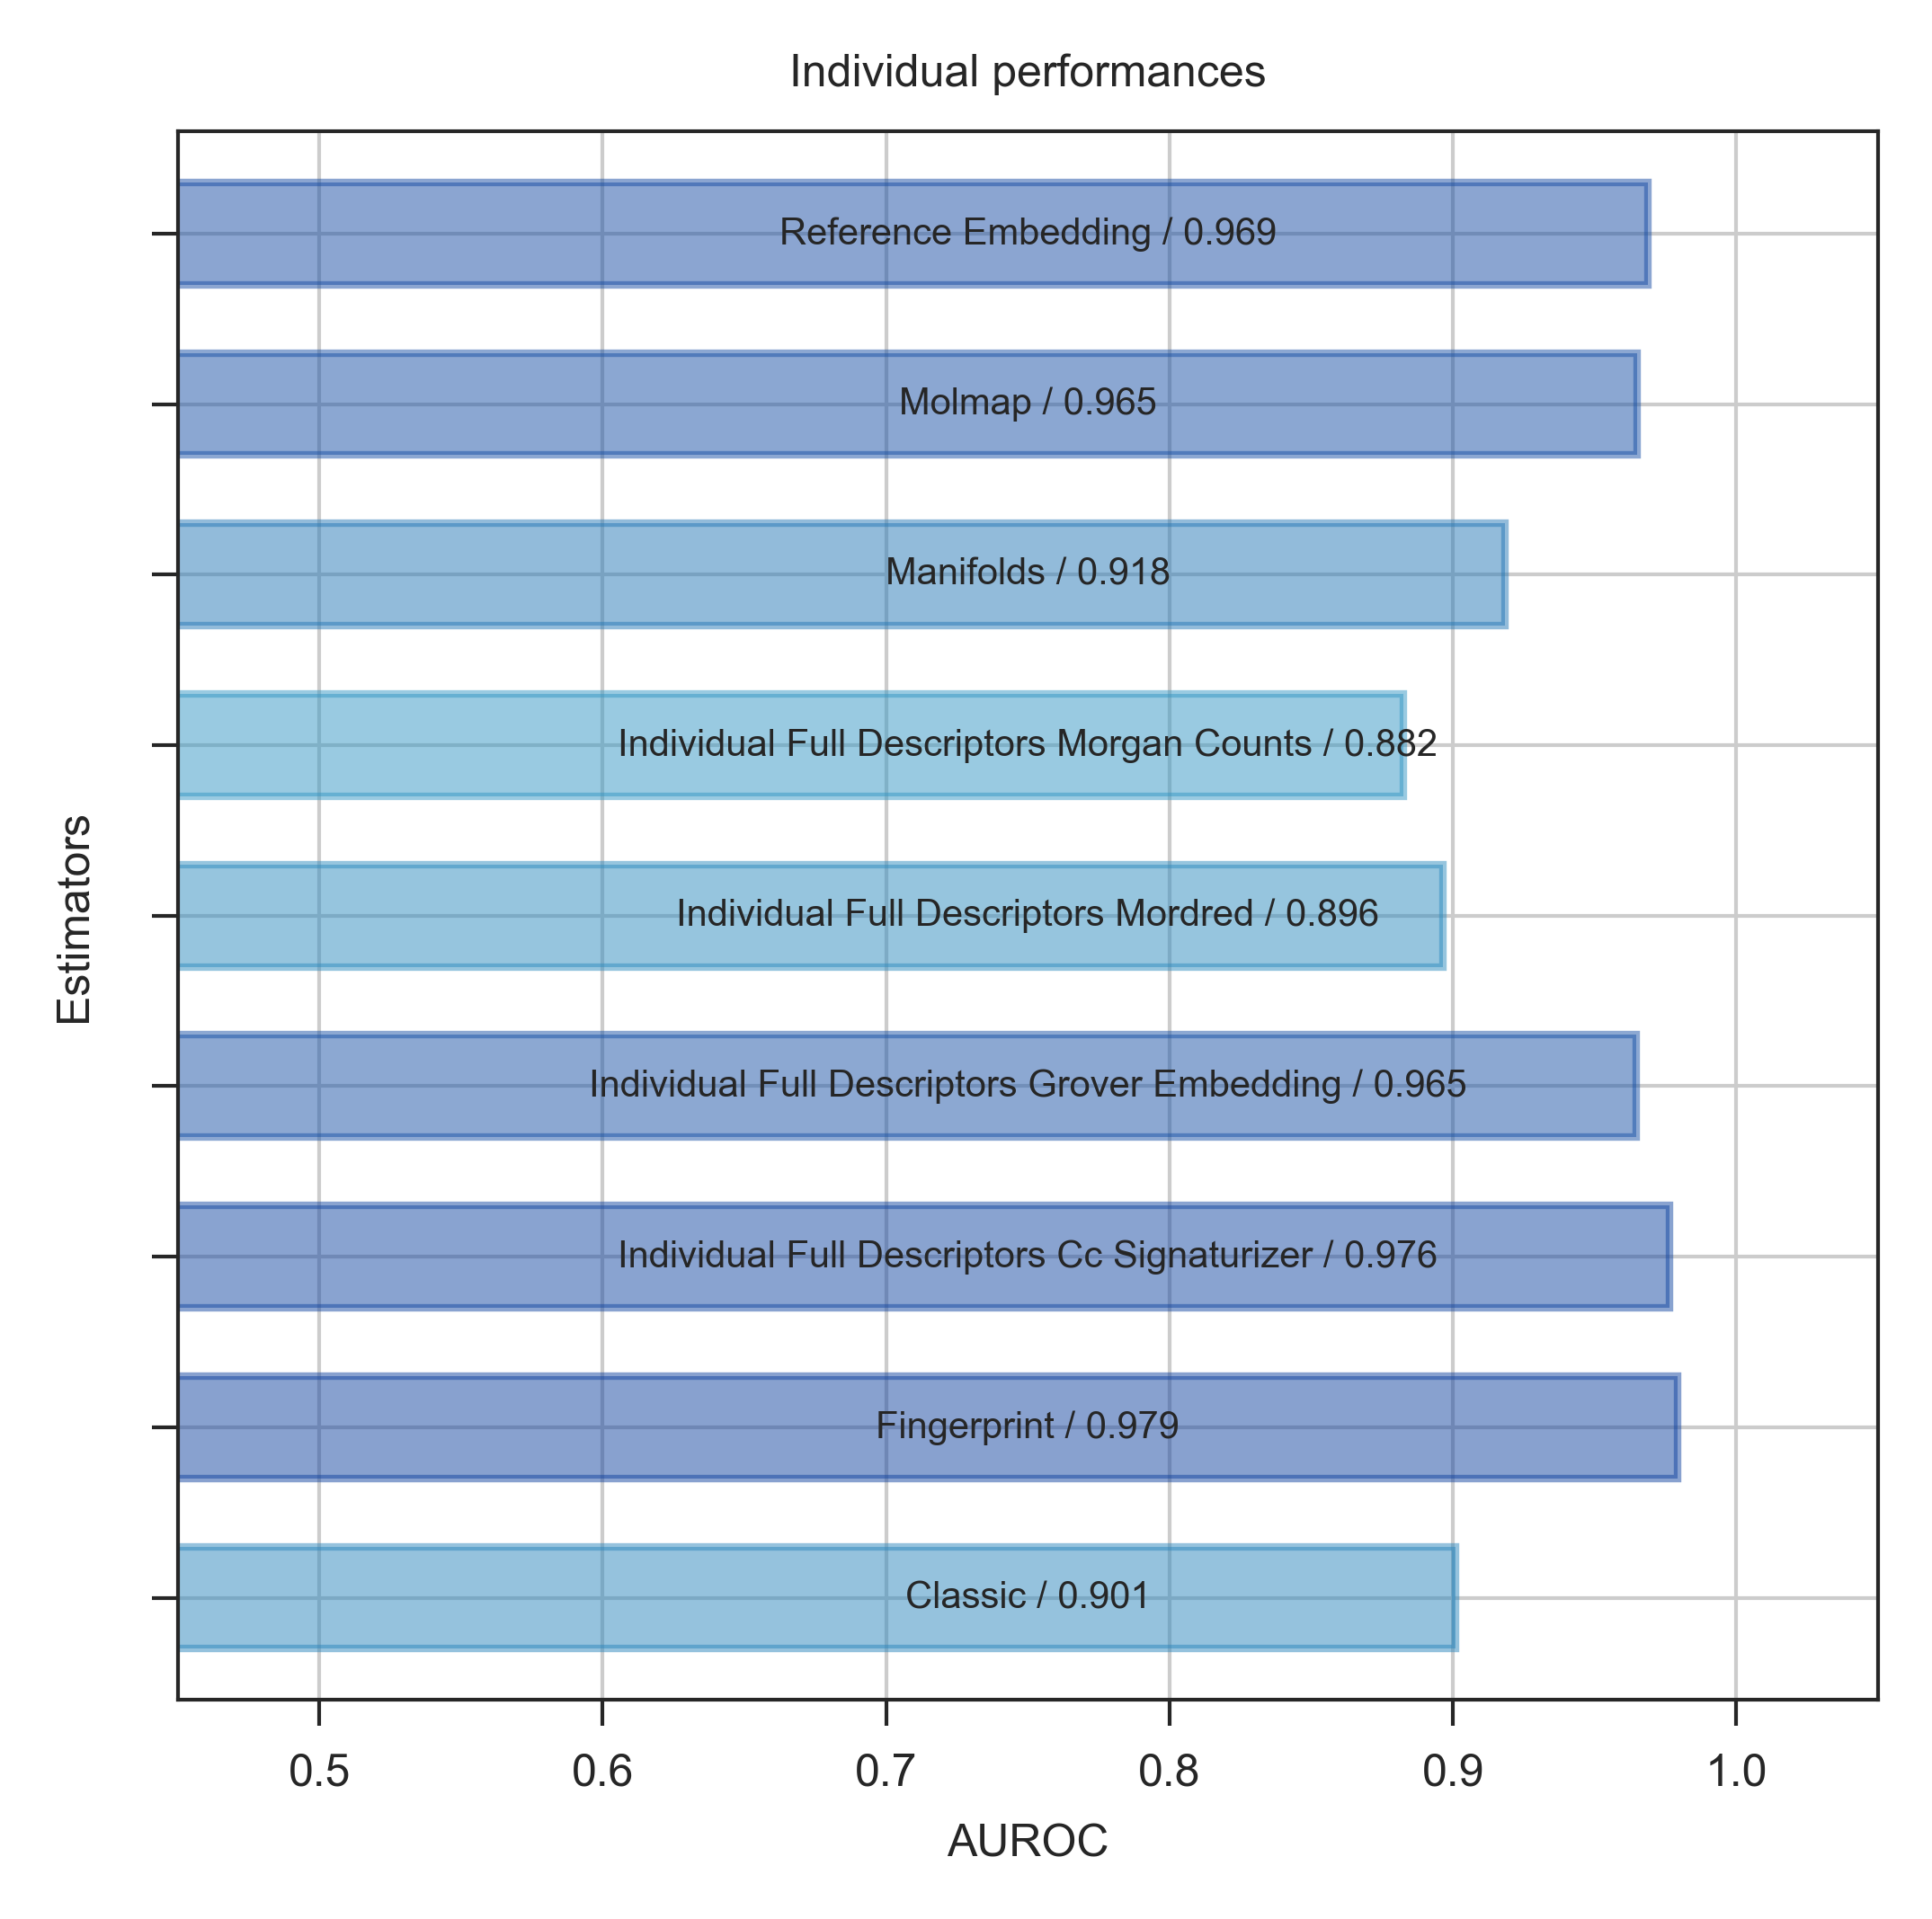 Individual performances
Reference Embedding / 0.969
Molmap / 0.965
Manifolds / 0.918
Individual Full Descriptors Morgan Counts / 0.882
Individual Full Descriptors Mordred / 0.896
Individual Full Descriptors Grover Embedding / 0.965
Individual Full Descriptors Cc Signaturizer / 0.976
Fingerprint / 0.979
Classic / 0.901
Estimators
0.5 0.6 0.7 0.8 0.9 1.0
AUROC